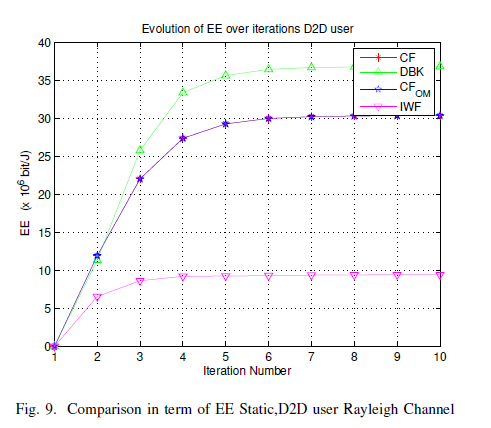 Evolution of EE over iterations D2D user
40
35
30
25
20
15
10
5
0
EE (x 10⁶ bit/J)
1 2 3 4 5 6 7 8 9 10
Iteration Number
CF
DBK
CF_OM
IWF
Fig. 9. Comparison in term of EE Static,D2D user Rayleigh Channel